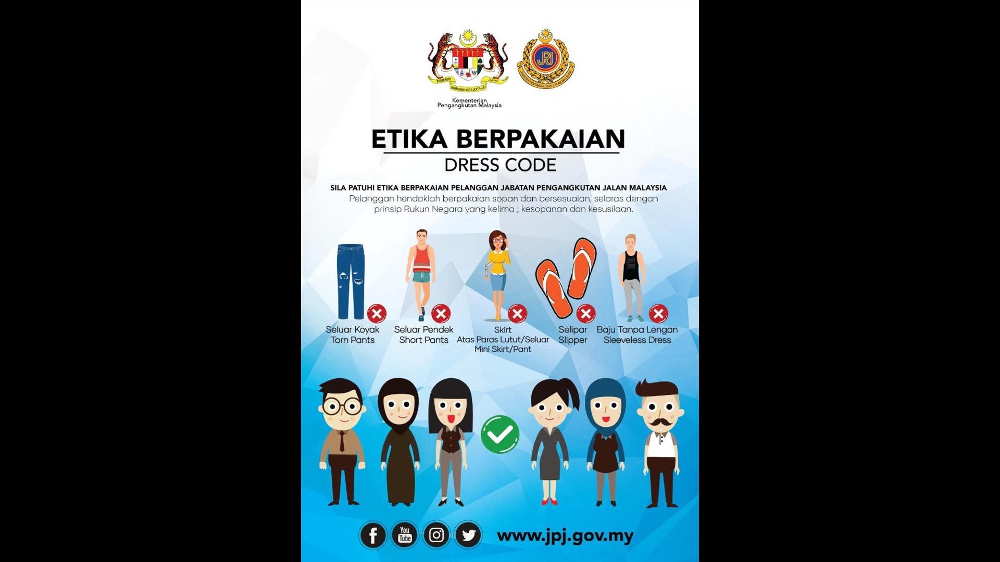 BERSEKUTU
BERTAMBAH MUTU
JPJ
JABATAN PENGANGKUTAN JALAN MALAYSIA
Kementerian
Pengangkutan Malaysia
ETIKA BERPAKAIAN
DRESS CODE
SILA PATUHI ETIKA BERPAKAIAN PELANGGAN JABATAN PENGANGKUTAN JALAN MALAYSIA
Pelanggan hendaklah berpakaian sopan dan bersesuaian, selaras dengan
prinsip Rukun Negara yang kelima ; kesopanan dan kesusilaan.
Seluar Koyak
Torn Pants
Seluar Pendek
Short Pants
Skirt
Atas Paras Lutut/Seluar
Mini Skirt/Pant
Selipar
Slipper
Baju Tanpa Lengan
Sleeveless Dress
You
Tube
www.jpj.gov.my